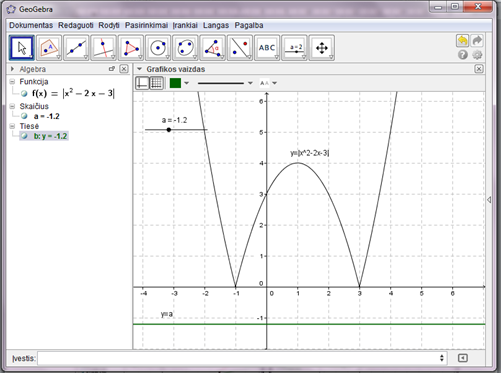 GeoGebra
Dokumentas Redaguoti Rodyti Pasirinkimai Įrankiai Langas Pagalba
A
ABC
a=2
Algebra
Grafikos vaizdas
Funkcija
f(x) = |x² − 2 x − 3|
Skaičius
a = -1.2
Tiesė
b: y = -1.2
a = -1.2
y=|x^2-2x-3|
y=a
6
5
4
3
2
1
0
-1
-4 -3 -2 -1 0 1 2 3 4 5 6
Įvestis: